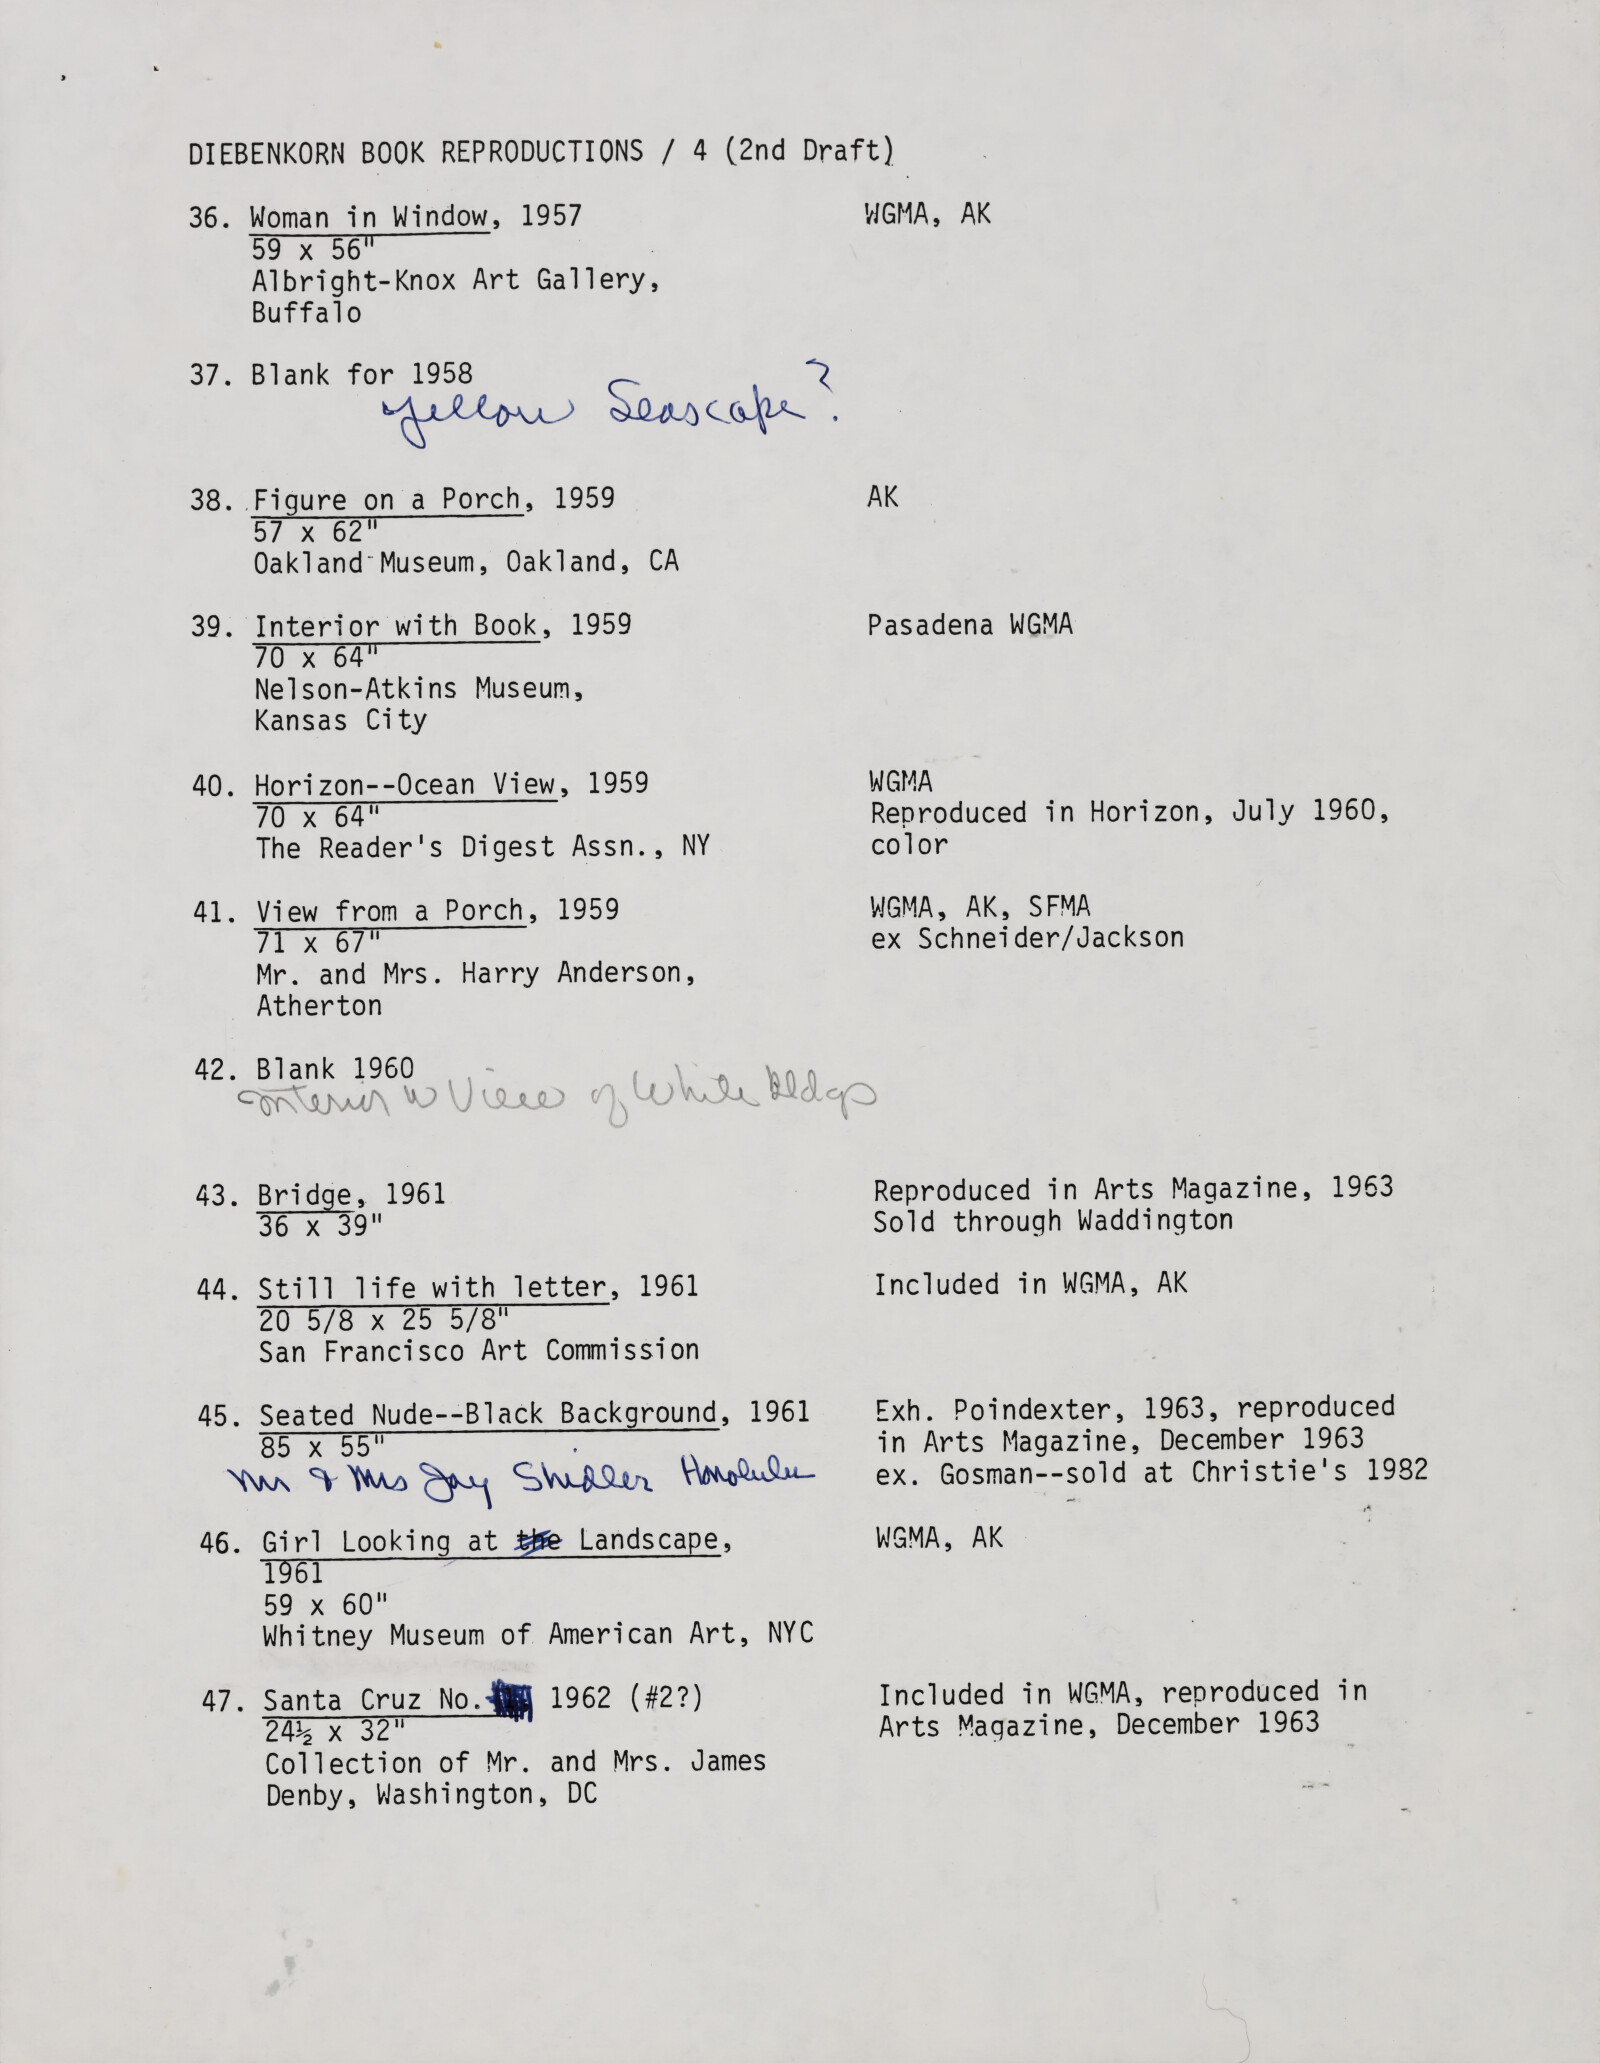 DIEBENKORN BOOK REPRODUCTIONS / 4 (2nd Draft)
36. Woman in Window, 1957
59 x 56"
Albright-Knox Art Gallery,
Buffalo
WGMA, AK
37. Blank for 1958
Yellow Seascape?
38. Figure on a Porch, 1959
57 x 62"
Oakland Museum, Oakland, CA
AK
39. Interior with Book, 1959
70 x 64"
Nelson-Atkins Museum,
Kansas City
Pasadena WGMA
40. Horizon--Ocean View, 1959
70 x 64"
The Reader's Digest Assn., NY
WGMA
Reproduced in Horizon, July 1960,
color
41. View from a Porch, 1959
71 x 67"
Mr. and Mrs. Harry Anderson,
Atherton
WGMA, AK, SFMA
ex Schneider/Jackson
42. Blank 1960
Interior w View of White Bldgs
43. Bridge, 1961
36 x 39"
Reproduced in Arts Magazine, 1963
Sold through Waddington
44. Still life with letter, 1961
20 5/8 x 25 5/8"
San Francisco Art Commission
Included in WGMA, AK
45. Seated Nude--Black Background, 1961
85 x 55"
Mr & Mrs Jay Shidler Honolulu
Exh. Poindexter, 1963, reproduced
in Arts Magazine, December 1963
ex. Gosman--sold at Christie's 1982
46. Girl Looking at the Landscape,
1961
59 x 60"
Whitney Museum of American Art, NYC
WGMA, AK
47. Santa Cruz No. 1962 (#2?)
24½ x 32"
Collection of Mr. and Mrs. James
Denby, Washington, DC
Included in WGMA, reproduced in
Arts Magazine, December 1963